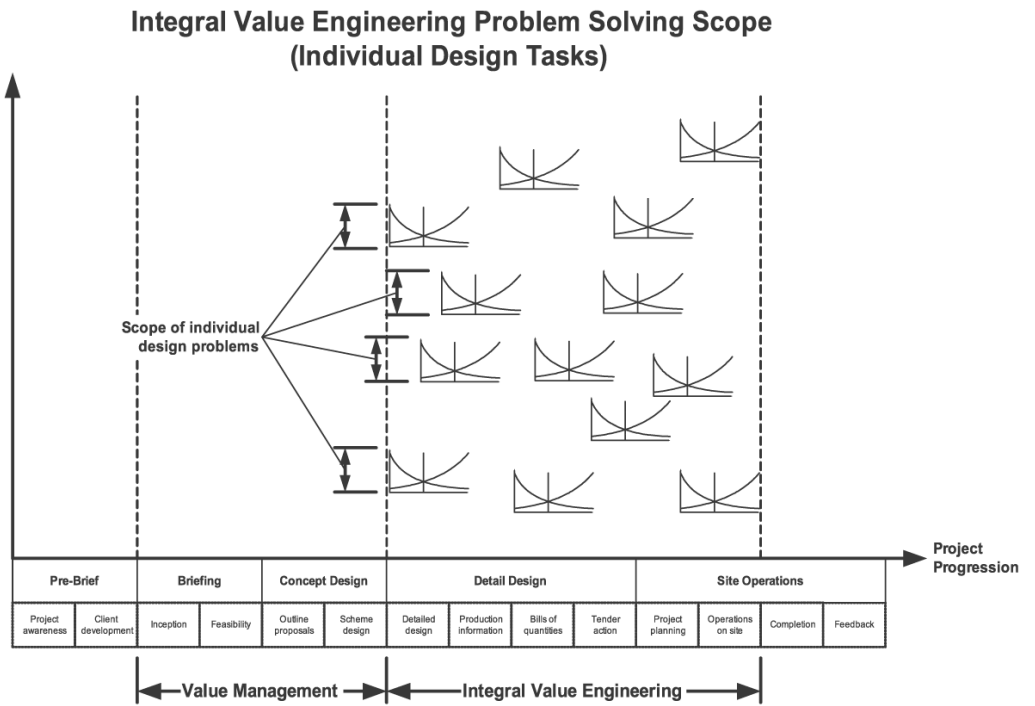 Integral Value Engineering Problem Solving Scope
(Individual Design Tasks)
Scope of individual
design problems
Project
Progression
Pre-Brief
Briefing
Concept Design
Detail Design
Site Operations
Project
awareness
Client
development
Inception
Feasibility
Outline
proposals
Scheme
design
Detailed
design
Production
information
Bills of
quantities
Tender
action
Project
planning
Operations
on site
Completion
Feedback
Value Management
Integral Value Engineering